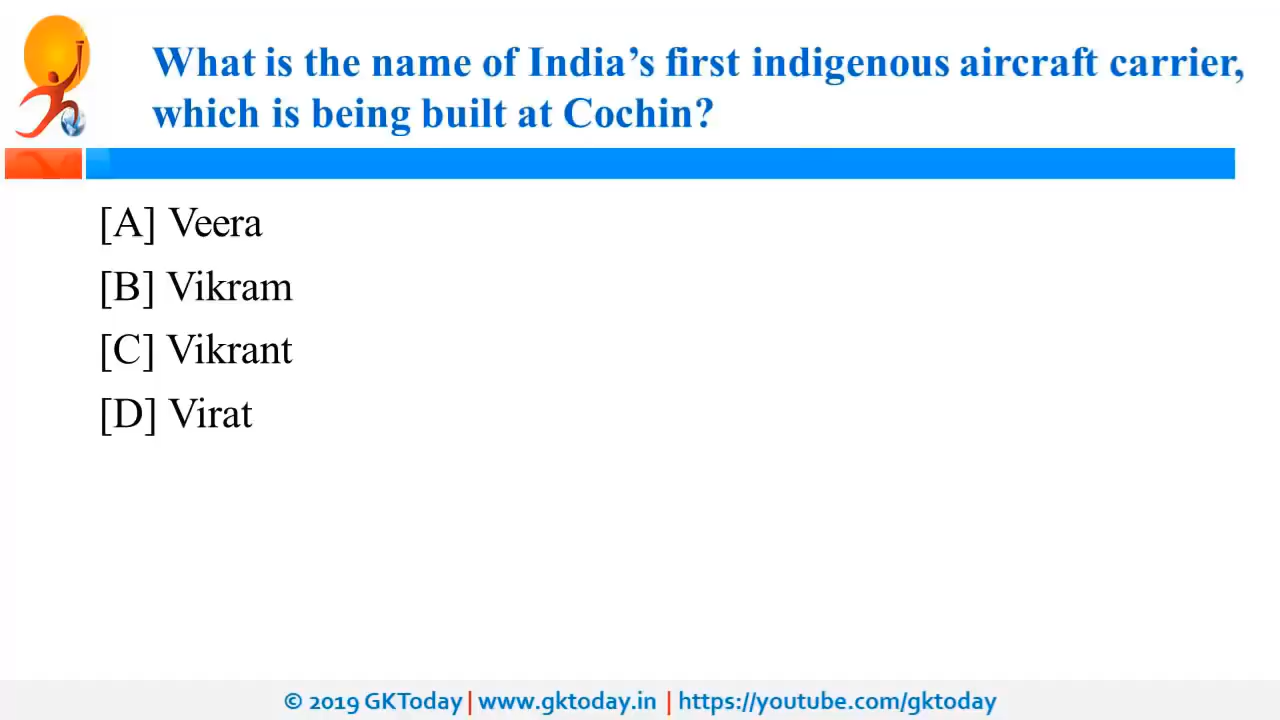 What is the name of India’s first indigenous aircraft carrier,
which is being built at Cochin?
[A] Veera
[B] Vikram
[C] Vikrant
[D] Virat
© 2019 GKToday | www.gktoday.in | https://youtube.com/gktoday